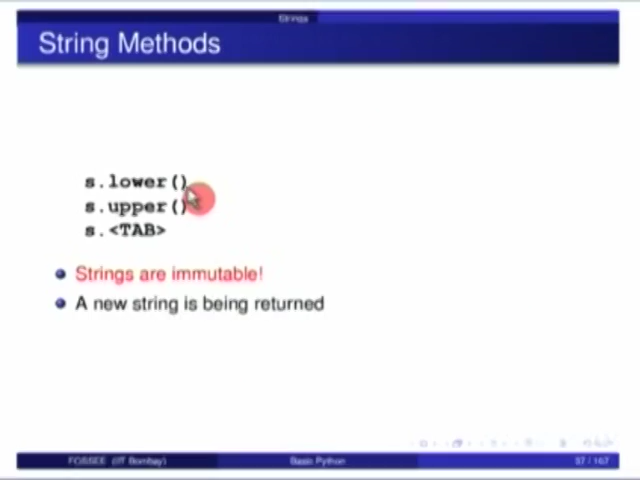 Strings
String Methods
s.lower()
s.upper()
s.<TAB>
Strings are immutable!
A new string is being returned
FOSSEE (IIT Bombay)
Basic Python
57 / 167